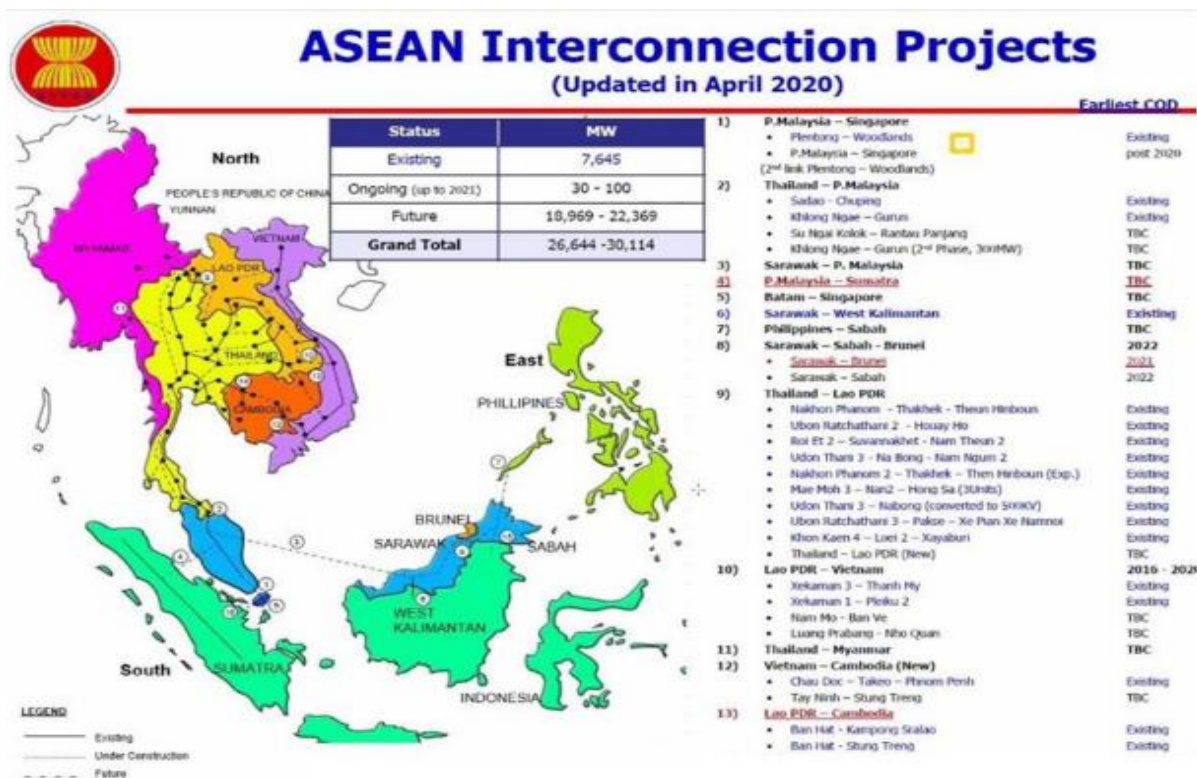 ASEAN Interconnection Projects
(Updated in April 2020)
Earliest COD
Status MW
Existing 7,645
Ongoing (up to 2021) 30 - 100
Future 18,969 - 22,369
Grand Total 26,644 -30,114
North
PEOPLE'S REPUBLIC OF CHINA
YUNNAN
VIETNAM
LAO PDR
THAILAND
CAMBODIA
East
PHILLIPINES
BRUNEI
SARAWAK
SABAH
WEST
KALIMANTAN
South
SUMATRA
INDONESIA
LEGEND
Existing
Under Construction
Future
1) P.Malaysia – Singapore
• Plentong – Woodlands Existing
• P.Malaysia – Singapore post 2020
(2nd link Plentong – Woodlands)
2) Thailand – P.Malaysia
• Sadao - Chuping Existing
• Khlong Ngae – Gurun Existing
• Su Ngai Kolok – Rantau Panjang TBC
• Khlong Ngae – Gurun (2nd Phase, 300MW) TBC
3) Sarawak – P. Malaysia TBC
4) P.Malaysia – Sumatra TBC
5) Batam – Singapore TBC
6) Sarawak – West Kalimantan Existing
7) Philippines – Sabah TBC
8) Sarawak – Sabah - Brunei 2022
• Sarawak – Brunei 2021
• Sarawak – Sabah 2022
9) Thailand – Lao PDR
• Nakhon Phanom - Thakhek - Theun Hinboun Existing
• Ubon Ratchathani 2 - Houay Ho Existing
• Roi Et 2 – Suvannakhet - Nam Theun 2 Existing
• Udon Thani 3 - Na Bong - Nam Ngum 2 Existing
• Nakhon Phanom 2 – Thakhek – Then Hinboun (Exp.) Existing
• Mae Moh 3 – Nan2 – Hong Sa (3Units) Existing
• Udon Thani 3 – Nabong (converted to 500KV) Existing
• Ubon Ratchathani 3 – Pakse – Xe Pian Xe Namnoi Existing
• Khon Kaen 4 – Loei 2 – Xayaburi Existing
• Thailand – Lao PDR (New) TBC
10) Lao PDR – Vietnam 2016 -
• Xekaman 3 – Thanh My Existing
• Xekaman 1 – Pleiku 2 Existing
• Nam Mo - Ban Ve TBC
• Luang Prabang - Nho Quan TBC
11) Thailand – Myanmar TBC
12) Vietnam – Cambodia (New)
• Chau Doc – Takeo – Phnom Penh Existing
• Tay Ninh – Stung Treng TBC
13) Lao PDR – Cambodia
• Ban Hat - Kampong Sralao Existing
• Ban Hat - Stung Treng Existing